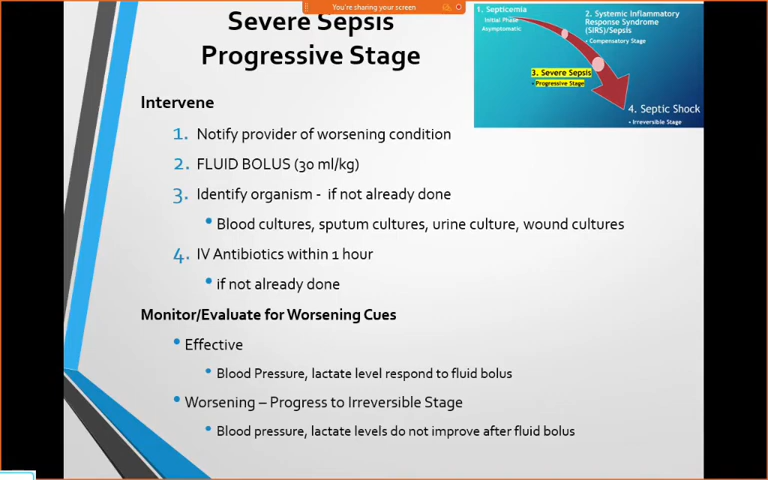 You're sharing your screen
Severe Sepsis
Progressive Stage
1. Septicemia
Initial Phase
Asymptomatic
2. Systemic Inflammatory
Response Syndrome
(SIRS)/Sepsis
• Compensatory Stage
3. Severe Sepsis
• Progressive Stage
4. Septic Shock
• Irreversible Stage
Intervene
1. Notify provider of worsening condition
2. FLUID BOLUS (30 ml/kg)
3. Identify organism - if not already done
• Blood cultures, sputum cultures, urine culture, wound cultures
4. IV Antibiotics within 1 hour
• if not already done
Monitor/Evaluate for Worsening Cues
• Effective
• Blood Pressure, lactate level respond to fluid bolus
• Worsening – Progress to Irreversible Stage
• Blood pressure, lactate levels do not improve after fluid bolus